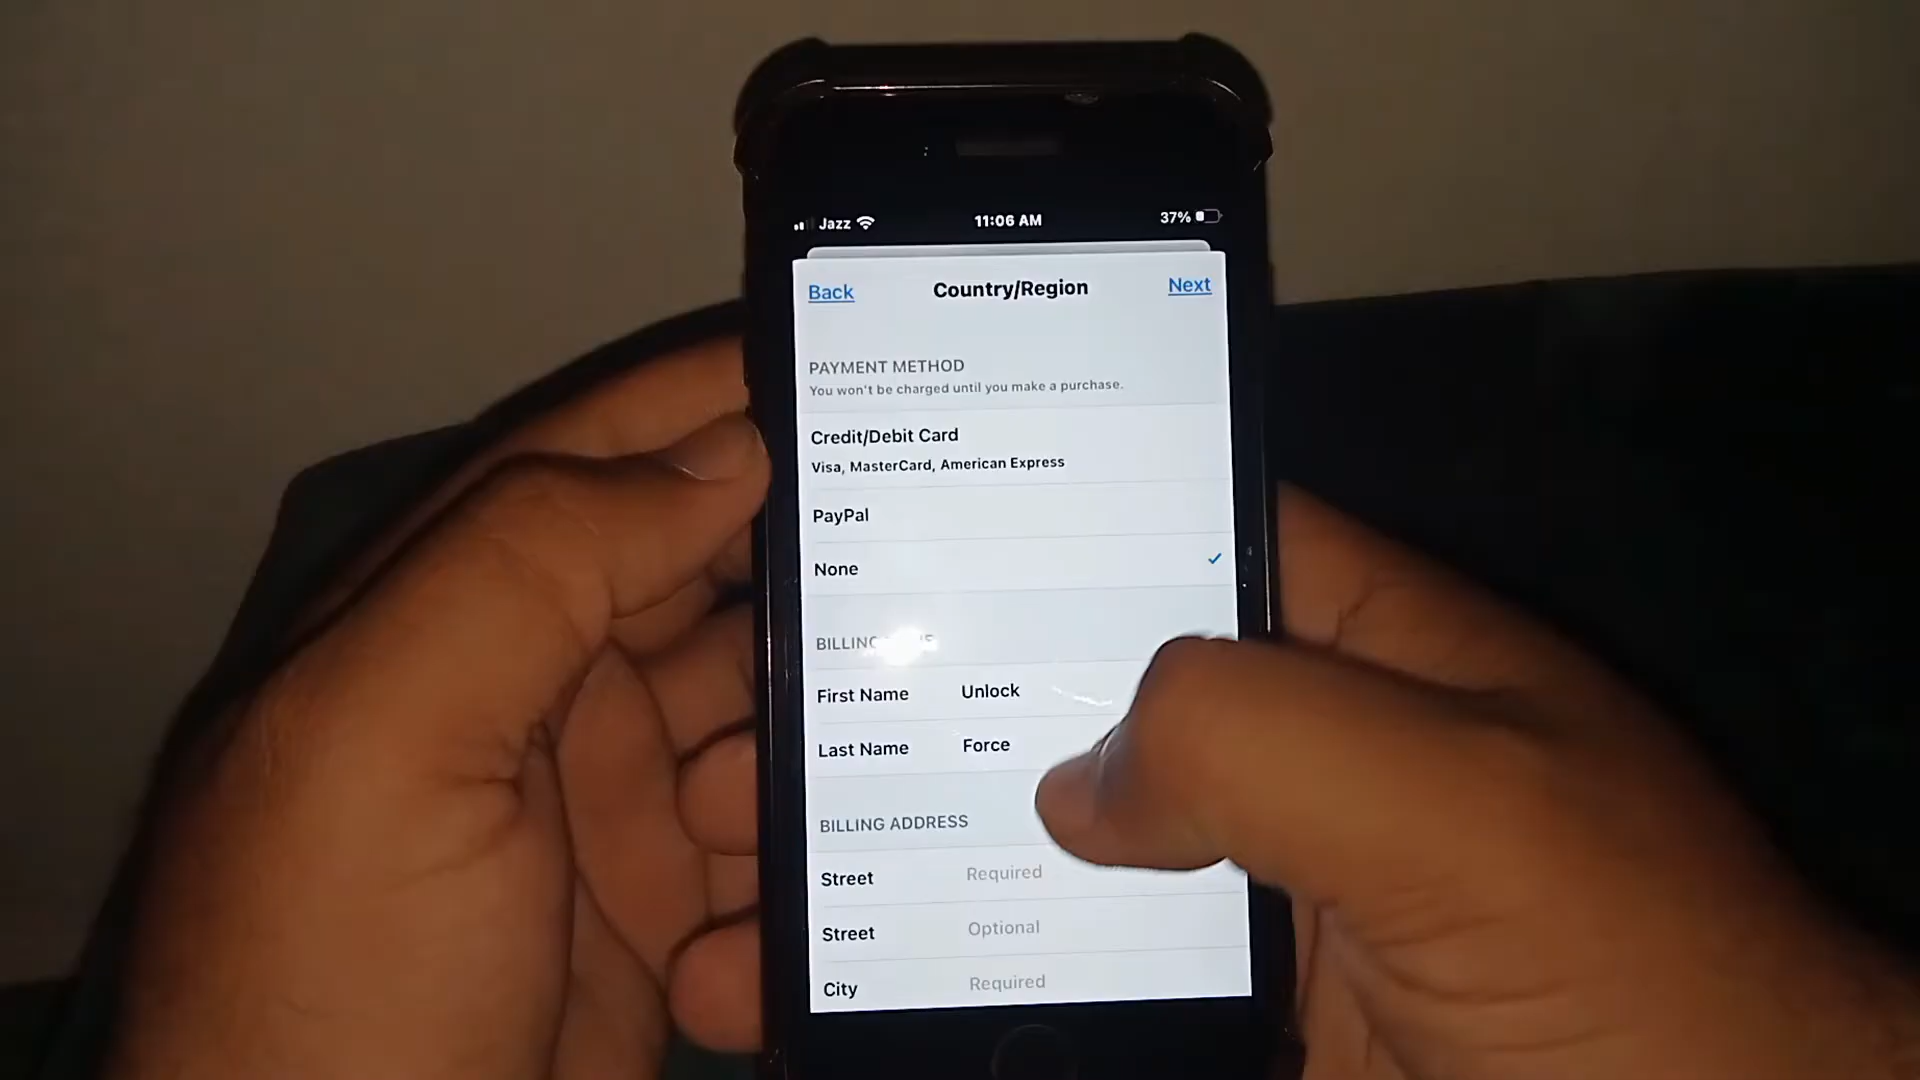 Jazz 11:06 AM 37%
Back Country/Region Next
PAYMENT METHOD
You won't be charged until you make a purchase.
Credit/Debit Card
Visa, MasterCard, American Express
PayPal
None
BILLING
First Name Unlock
Last Name Force
BILLING ADDRESS
Street Required
Street Optional
City Required